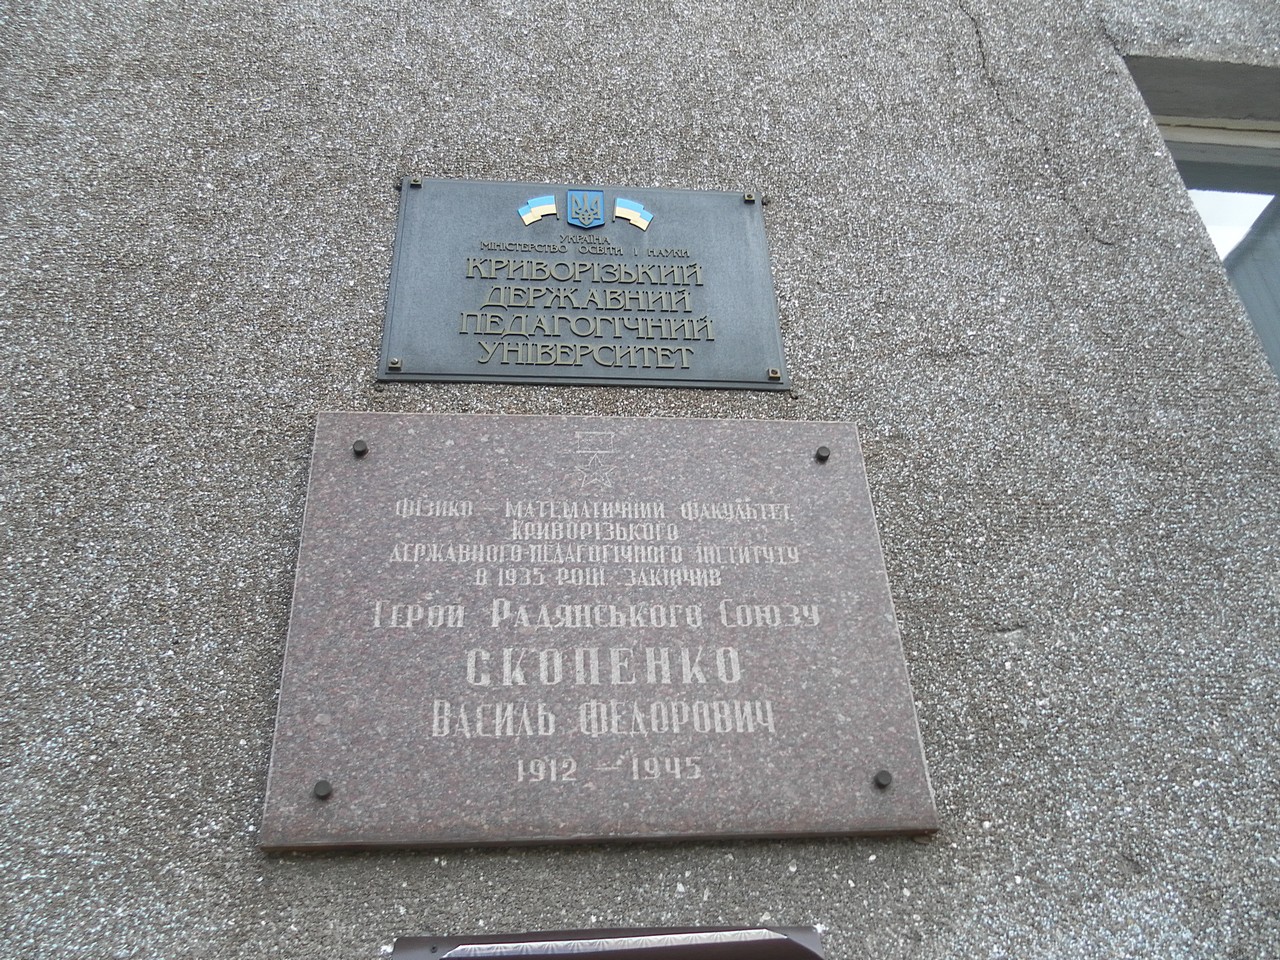 УКРАЇНА
МІНІСТЕРСТВО ОСВІТИ І НАУКИ
КРИВОРІЗЬКИЙ
ДЕРЖАВНИЙ
ПЕДАГОГІЧНИЙ
УНІВЕРСИТЕТ
ФІЗИКО - МАТЕМАТИЧНИЙ ФАКУЛЬТЕТ
КРИВОРІЗЬКОГО
ДЕРЖАВНОГО ПЕДАГОГІЧНОГО ІНСТИТУТУ
В 1935 РОЦІ ЗАКІНЧИВ
ГЕРОЙ РАДЯНСЬКОГО СОЮЗУ
СКОПЕНКО
ВАСИЛЬ ФЕДОРОВИЧ
1912 – 1945